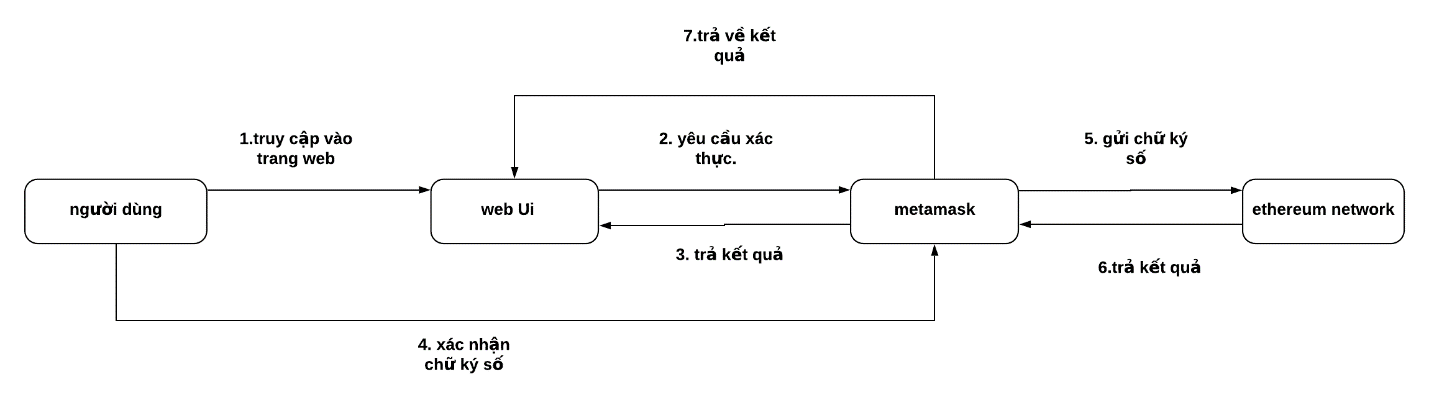 7.trả về kết
quả
1.truy cập vào
trang web
2. yêu cầu xác
thực.
5. gửi chữ ký
số
người dùng
web Ui
metamask
ethereum network
3. trả kết quả
6.trả kết quả
4. xác nhận
chữ ký số